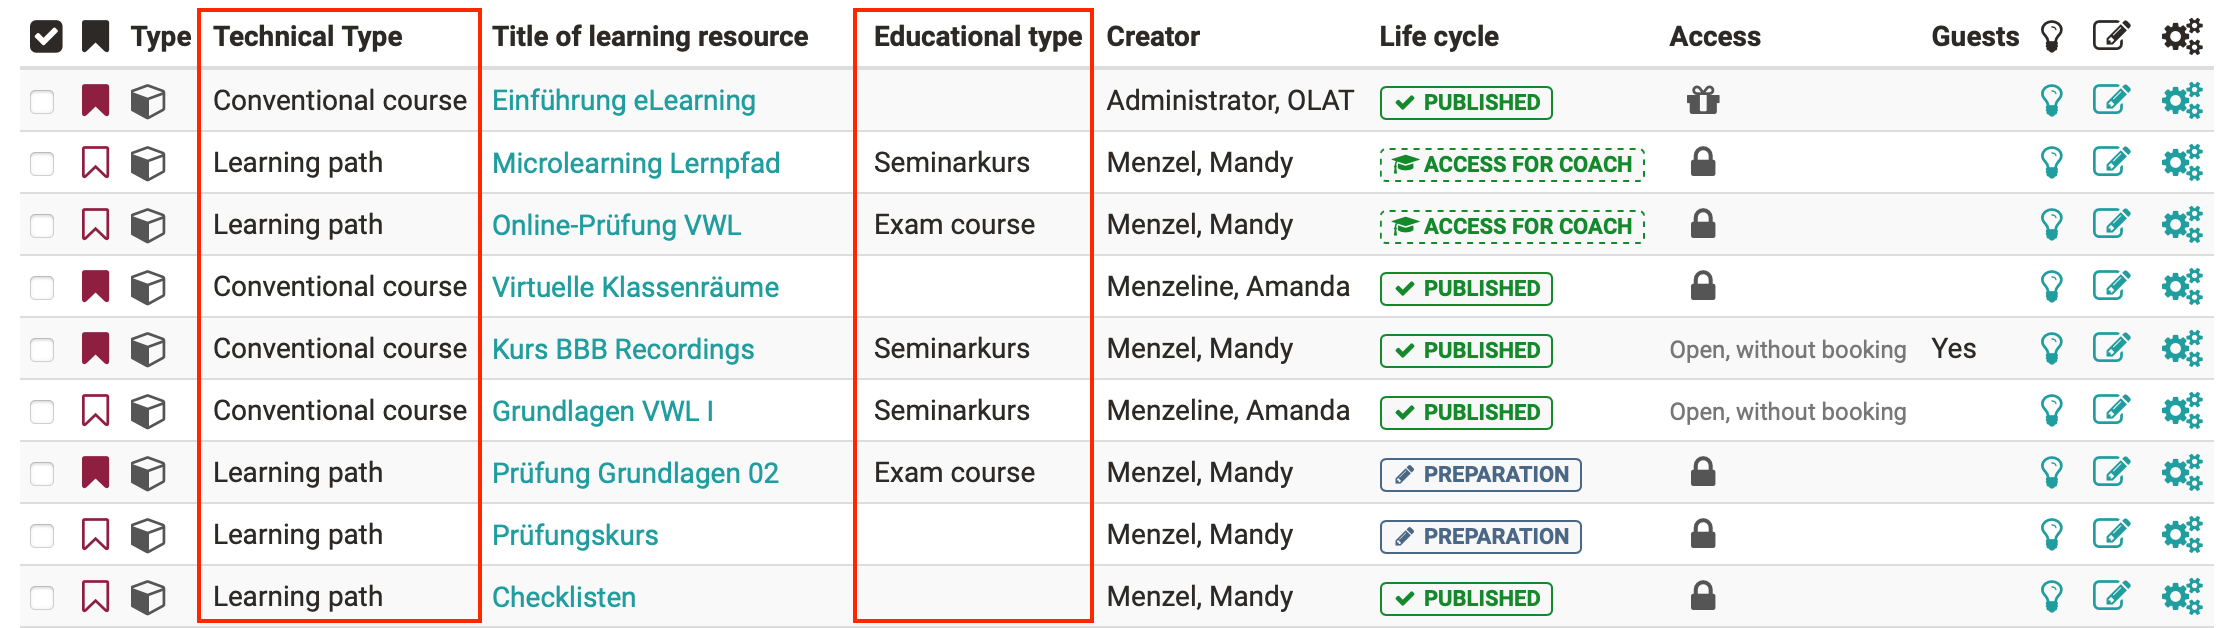 Type Technical Type Title of learning resource Educational type Creator Life cycle Access Guests
Conventional course Einführung eLearning Administrator, OLAT PUBLISHED
Learning path Microlearning Lernpfad Seminarkurs Menzel, Mandy ACCESS FOR COACH
Learning path Online-Prüfung VWL Exam course Menzel, Mandy ACCESS FOR COACH
Conventional course Virtuelle Klassenräume Menzeline, Amanda PUBLISHED
Conventional course Kurs BBB Recordings Seminarkurs Menzel, Mandy PUBLISHED Open, without booking Yes
Conventional course Grundlagen VWL I Seminarkurs Menzeline, Amanda PUBLISHED Open, without booking
Learning path Prüfung Grundlagen 02 Exam course Menzel, Mandy PREPARATION
Learning path Prüfungskurs Menzel, Mandy PREPARATION
Learning path Checklisten Menzel, Mandy PUBLISHED